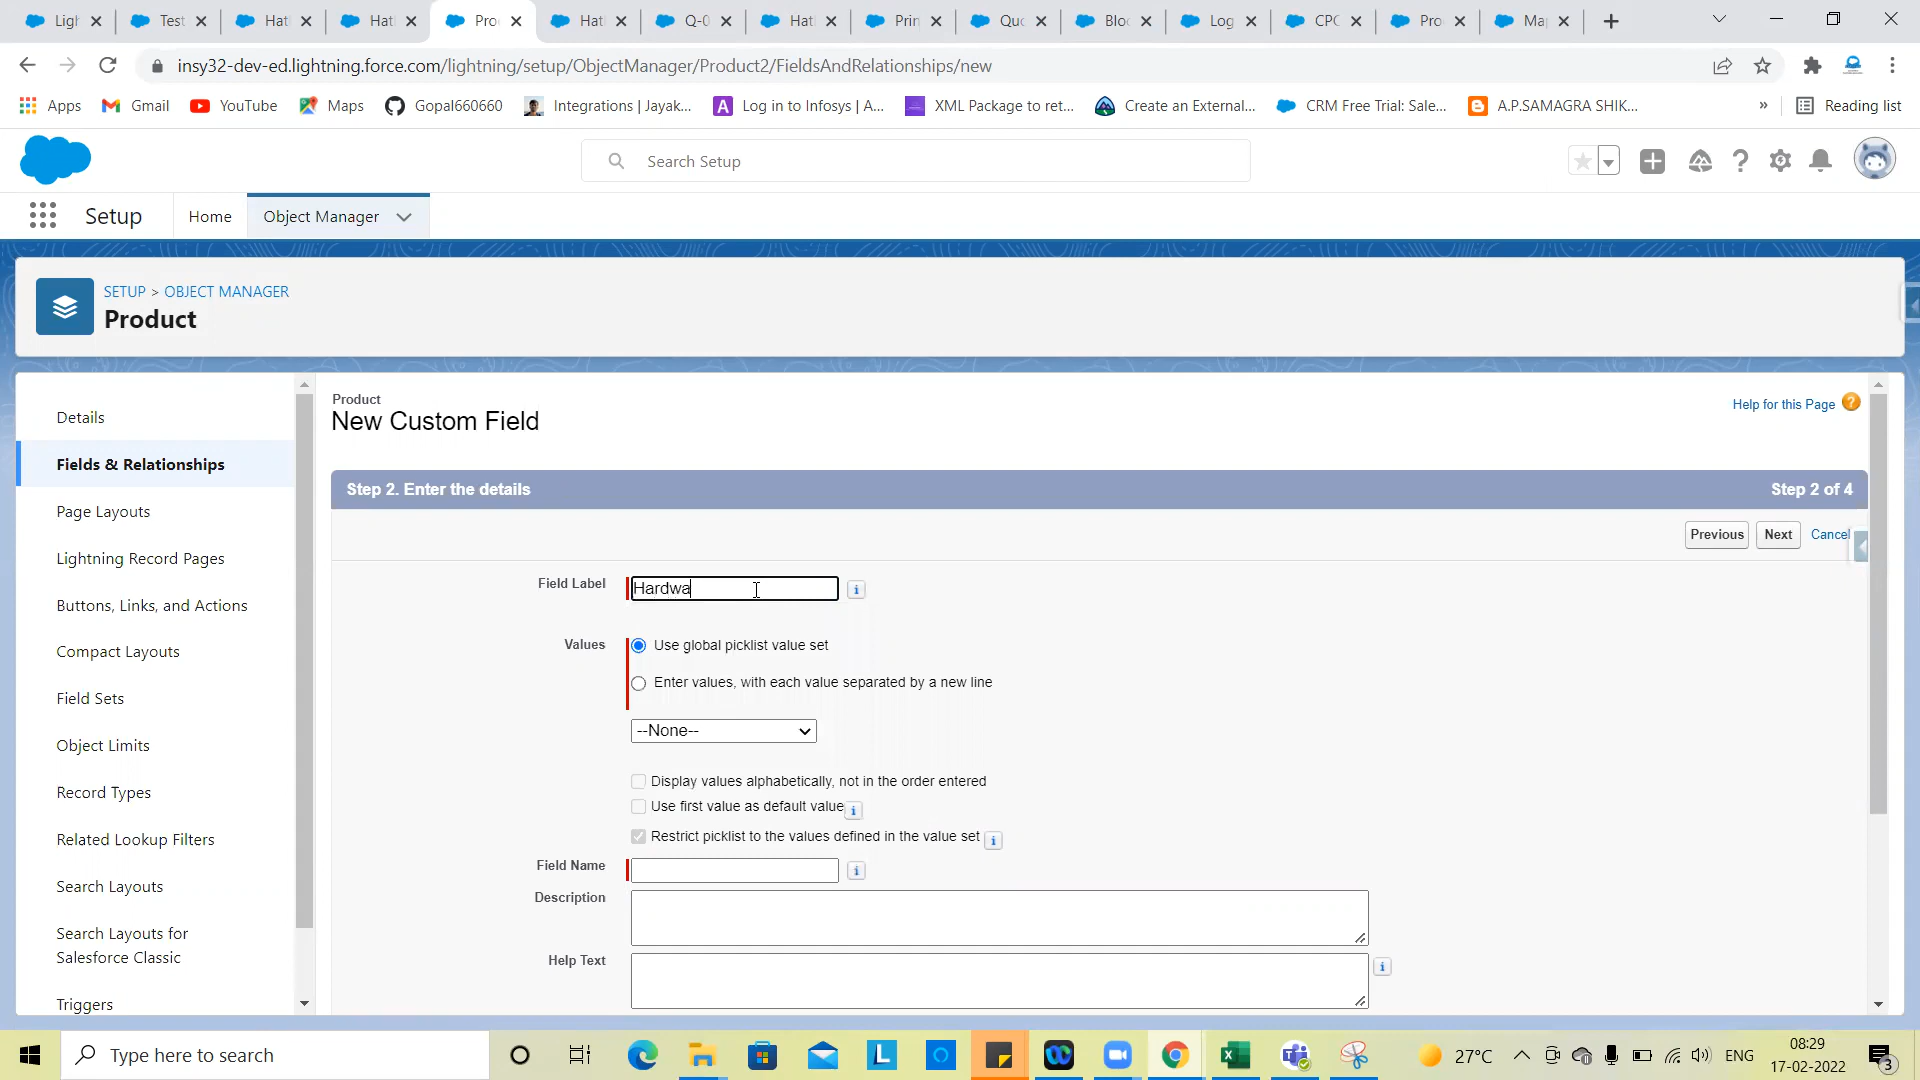 Ligh
Test
Hatl
Hatl
Pro
Hatl
Q-0
Hatl
Prin
Quo
Bloc
Log
CPC
Pro
Ma
insy32-dev-ed.lightning.force.com/lightning/setup/ObjectManager/Product2/FieldsAndRelationships/new
Apps
Gmail
YouTube
Maps
Gopal660660
Integrations | Jayak...
Log in to Infosys | A...
XML Package to ret...
Create an External...
CRM Free Trial: Sale...
A.P.SAMAGRA SHIK...
»
Reading list
Search Setup
Setup
Home
Object Manager
SETUP > OBJECT MANAGER
Product
Details
Fields & Relationships
Page Layouts
Lightning Record Pages
Buttons, Links, and Actions
Compact Layouts
Field Sets
Object Limits
Record Types
Related Lookup Filters
Search Layouts
Search Layouts for
Salesforce Classic
Triggers
Product
New Custom Field
Help for this Page
Step 2. Enter the details
Step 2 of 4
Previous
Next
Cancel
Field Label
Hardwa
Values
Use global picklist value set
Enter values, with each value separated by a new line
--None--
Display values alphabetically, not in the order entered
Use first value as default value
Restrict picklist to the values defined in the value set
Field Name
Description
Help Text
Type here to search
27°C
ENG
08:29
17-02-2022
3